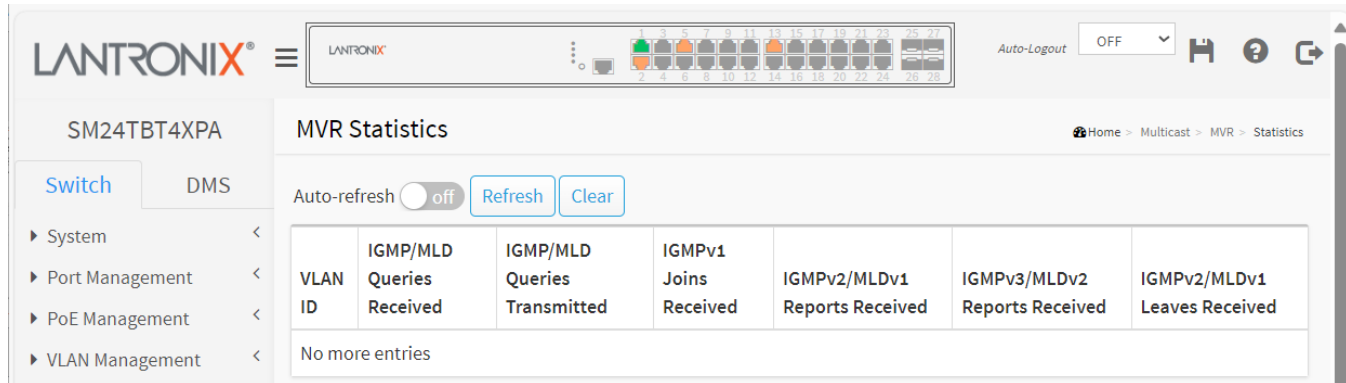 LANTRONIX®
LANTRONIX
1 3 5 7 9 11 13 15 17 19 21 23 25 27
2 4 6 8 10 12 14 16 18 20 22 24 26 28
Auto-Logout OFF
SM24TBT4XPA
MVR Statistics
Home > Multicast > MVR > Statistics
Switch DMS
Auto-refresh off Refresh Clear
System
Port Management
PoE Management
VLAN Management
VLAN
ID
IGMP/MLD
Queries
Received
IGMP/MLD
Queries
Transmitted
IGMPv1
Joins
Received
IGMPv2/MLDv1
Reports Received
IGMPv3/MLDv2
Reports Received
IGMPv2/MLDv1
Leaves Received
No more entries